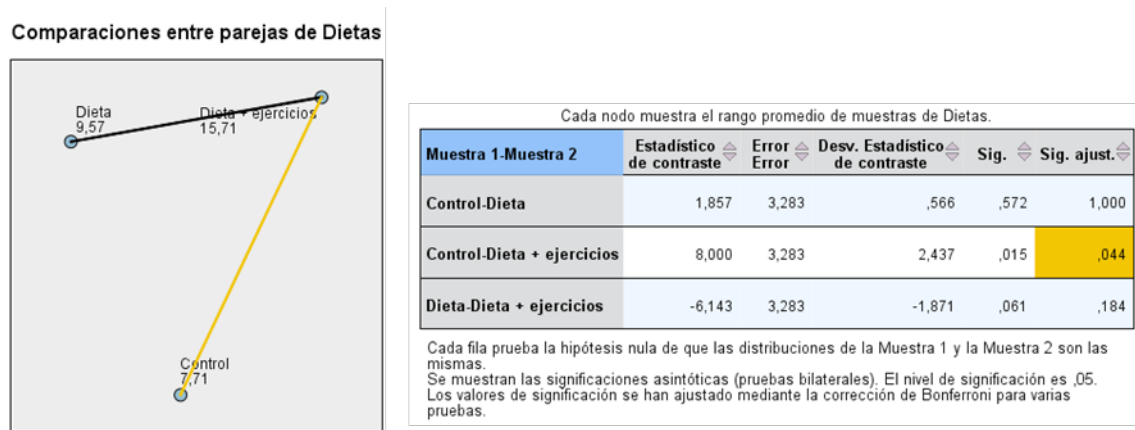 Comparaciones entre parejas de Dietas
Dieta
9,57
Dieta + ejercicios
15,71
Control
7,71
Cada nodo muestra el rango promedio de muestras de Dietas.
Muestra 1-Muestra 2 Estadístico de contraste Error Error Desv. Estadístico de contraste Sig. Sig. ajust.
Control-Dieta 1,857 3,283 ,566 ,572 1,000
Control-Dieta + ejercicios 8,000 3,283 2,437 ,015 ,044
Dieta-Dieta + ejercicios -6,143 3,283 -1,871 ,061 ,184
Cada fila prueba la hipótesis nula de que las distribuciones de la Muestra 1 y la Muestra 2 son las
mismas.
Se muestran las significaciones asintóticas (pruebas bilaterales). El nivel de significación es ,05.
Los valores de significación se han ajustado mediante la corrección de Bonferroni para varias
pruebas.